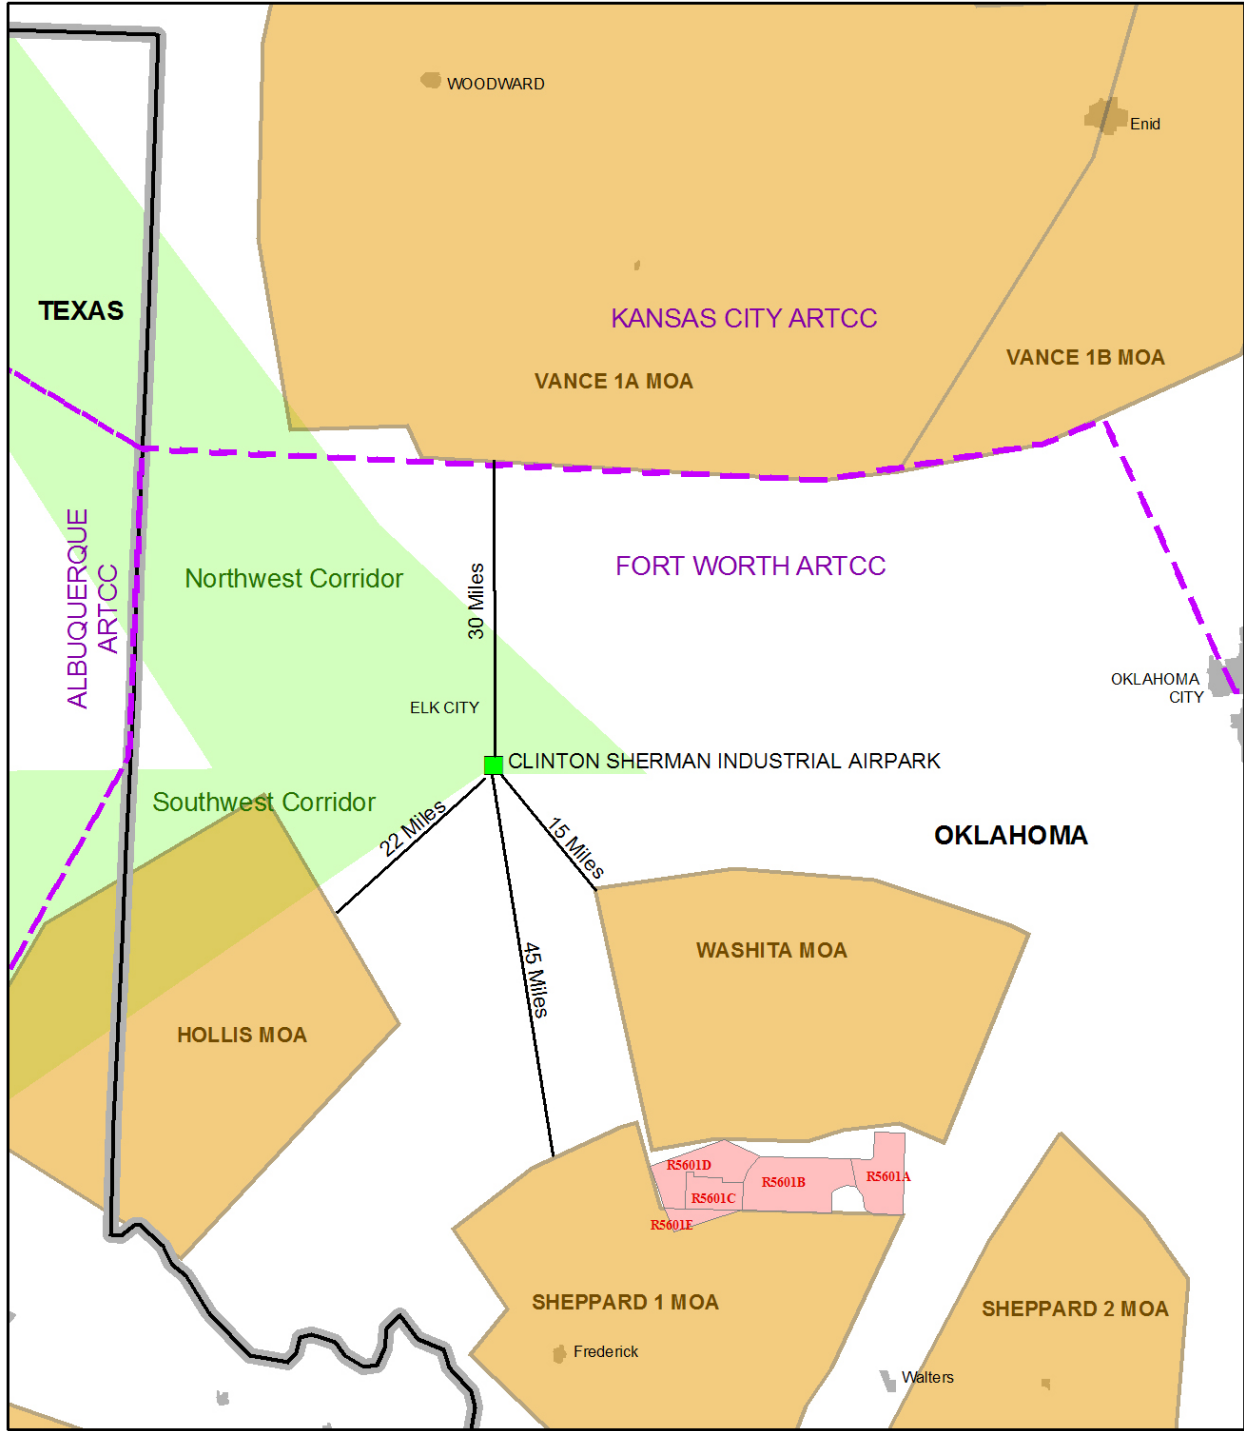 WOODWARD
Enid
TEXAS
KANSAS CITY ARTCC
VANCE 1B MOA
VANCE 1A MOA
ALBUQUERQUE
ARTCC
Northwest Corridor
FORT WORTH ARTCC
30 Miles
OKLAHOMA
CITY
ELK CITY
CLINTON SHERMAN INDUSTRIAL AIRPARK
Southwest Corridor
22 Miles
15 Miles
OKLAHOMA
45 Miles
WASHITA MOA
HOLLIS MOA
R5601D
R5601A
R5601B
R5601C
R5601E
SHEPPARD 1 MOA
SHEPPARD 2 MOA
Frederick
Walters